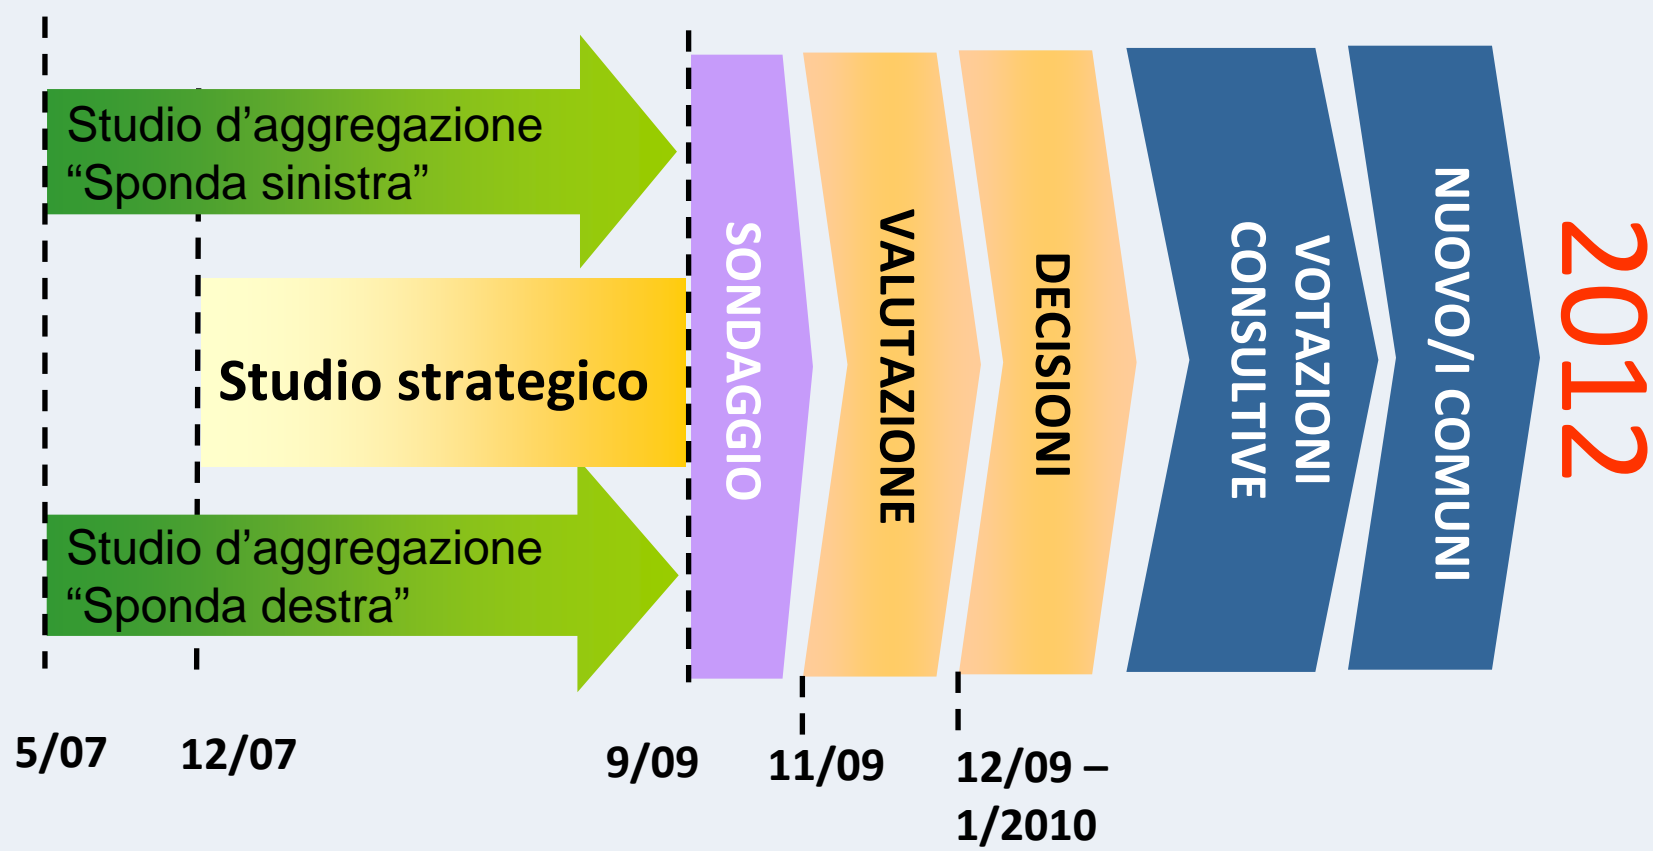 Studio d’aggregazione
“Sponda sinistra”
Studio strategico
Studio d’aggregazione
“Sponda destra”
SONDAGGIO
VALUTAZIONE
DECISIONI
VOTAZIONI
CONSULTIVE
NUOVO/I COMUNI
2012
5/07
12/07
9/09
11/09
12/09 –
1/2010